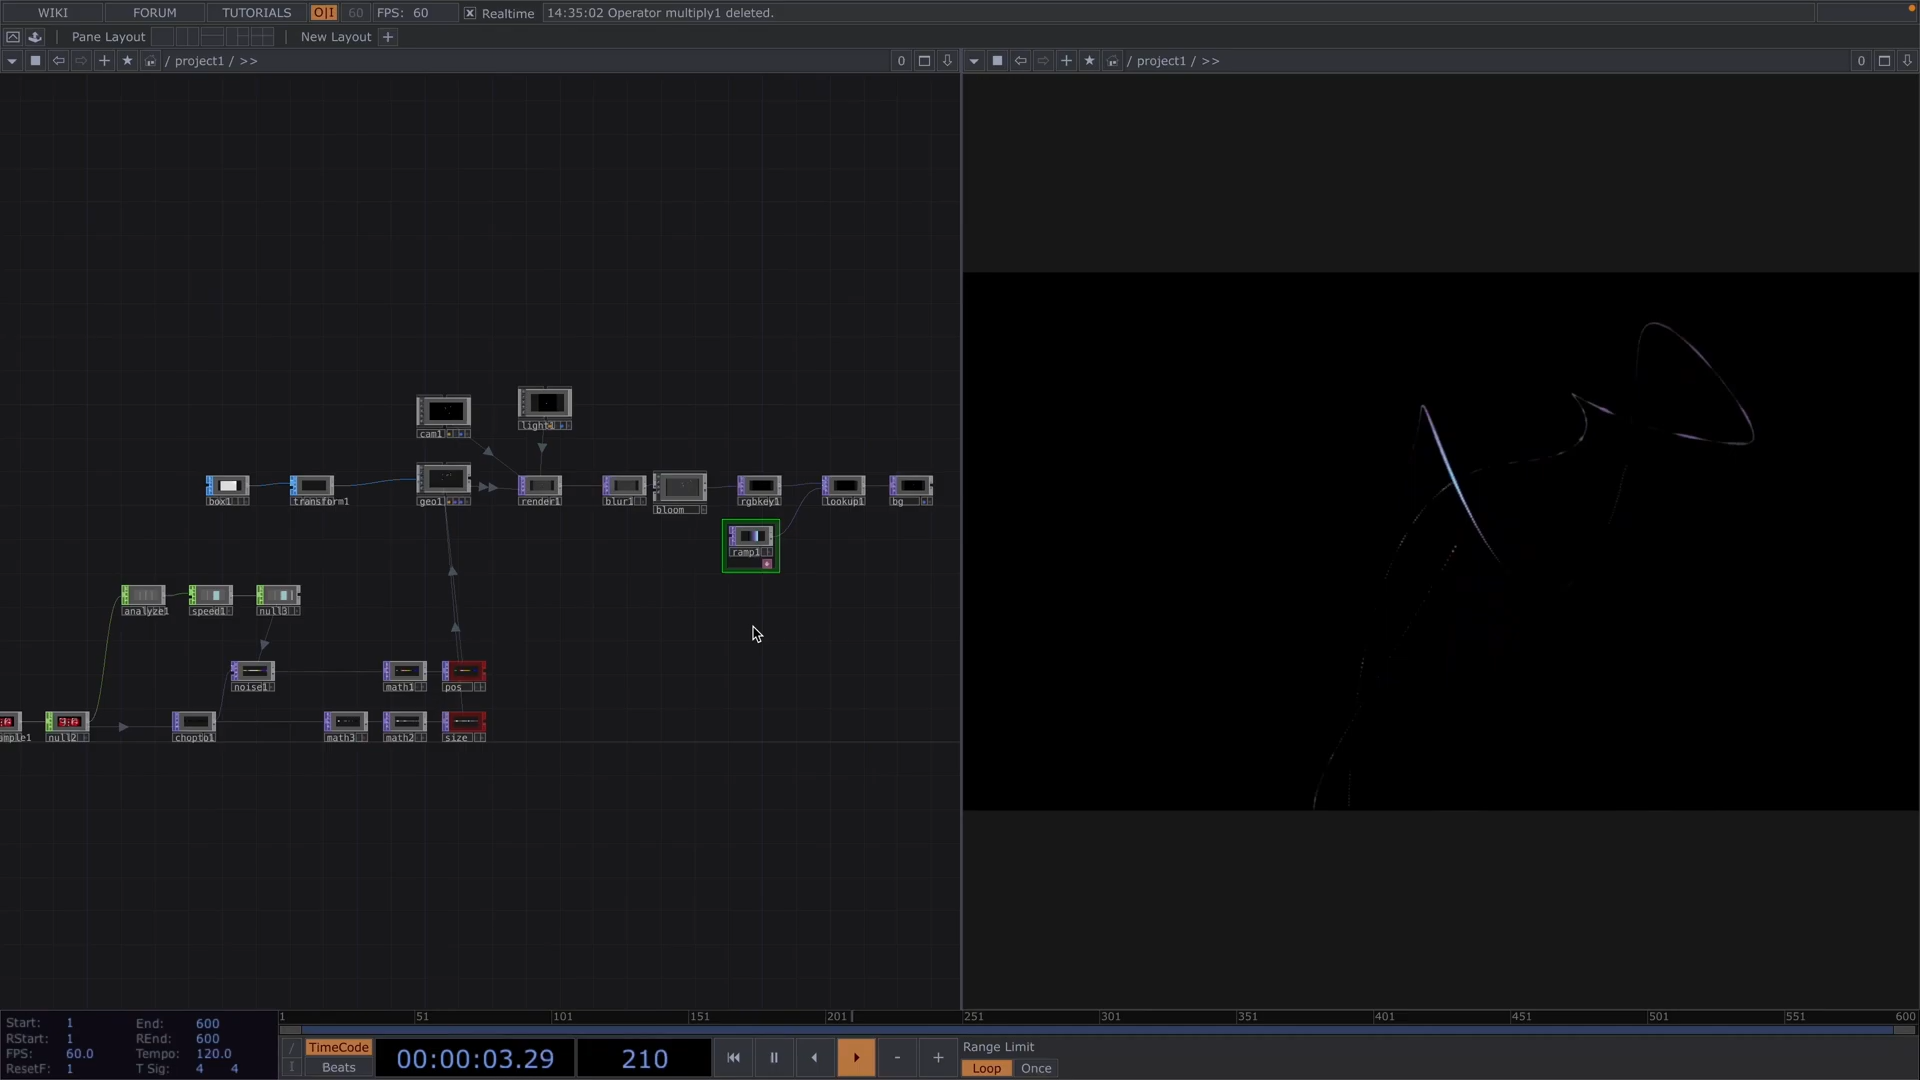 WIKI FORUM TUTORIALS O|I 60 FPS: 60 Realtime 14:35:02 Operator multiply1 deleted.
Pane Layout New Layout +
/ project1 / >> 0
/ project1 / >> 0
cam1
light1
box1 transform1 geo1 render1 blur1 bloom rgbkey1 lookup1 bg
ramp1
analyze1 speed1 null3
noise1 math1 pos
null2 chopto1 math3 math2 size
1 51 101 151 201 251 301 351 401 451 501 551 600
Start: 1 End: 600
RStart: 1 REnd: 600
FPS: 60.0 Tempo: 120.0
ResetF: 1 T Sig: 4 4
TimeCode
Beats
00:00:03.29 210
Range Limit
Loop Once